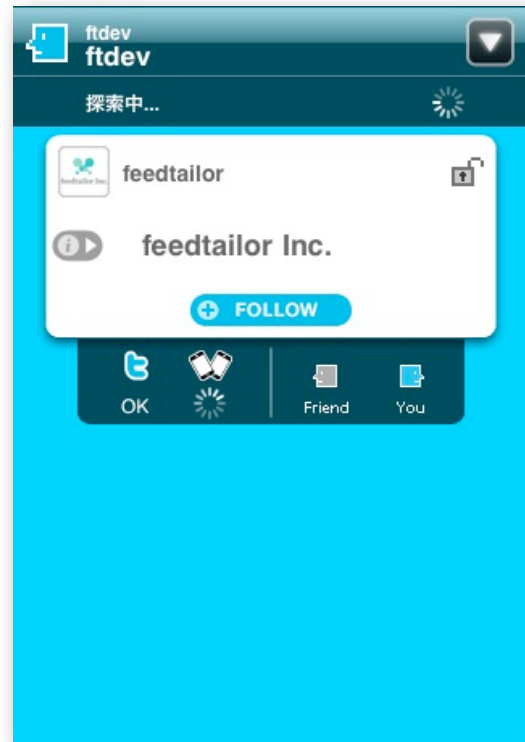 ftdev
ftdev
探索中...
feedtailor Inc.
feedtailor
feedtailor Inc.
FOLLOW
OK
Friend
You